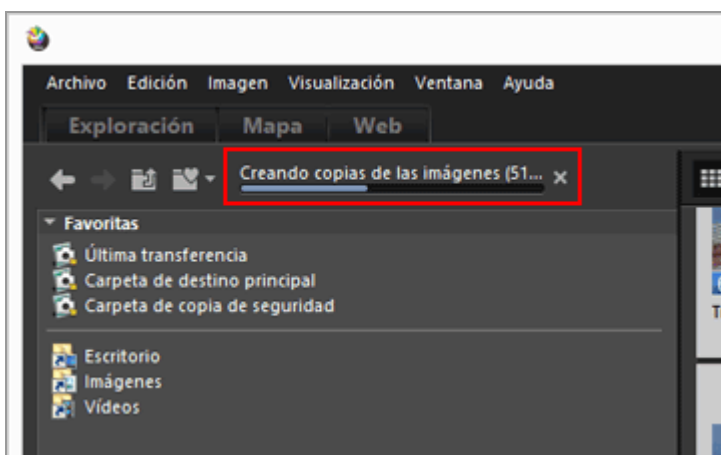 Archivo Edición Imagen Visualización Ventana Ayuda
Exploración Mapa Web
Creando copias de las imágenes (51...
Favoritas
Última transferencia
Carpeta de destino principal
Carpeta de copia de seguridad
Escritorio
Imágenes
Vídeos